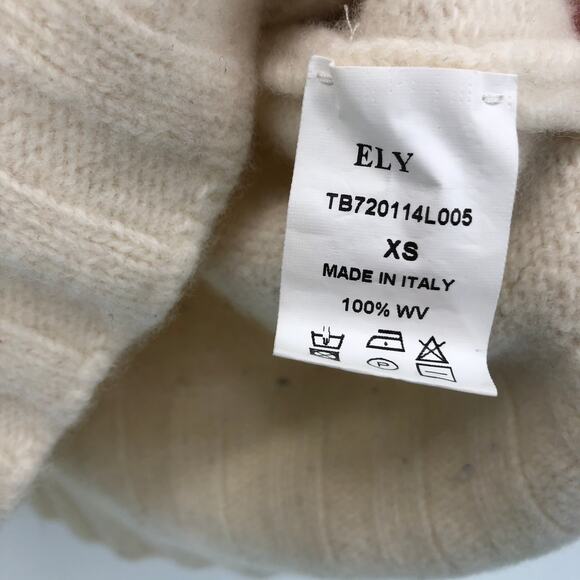 ELY
TB720114L005
XS
MADE IN ITALY
100% WV
P